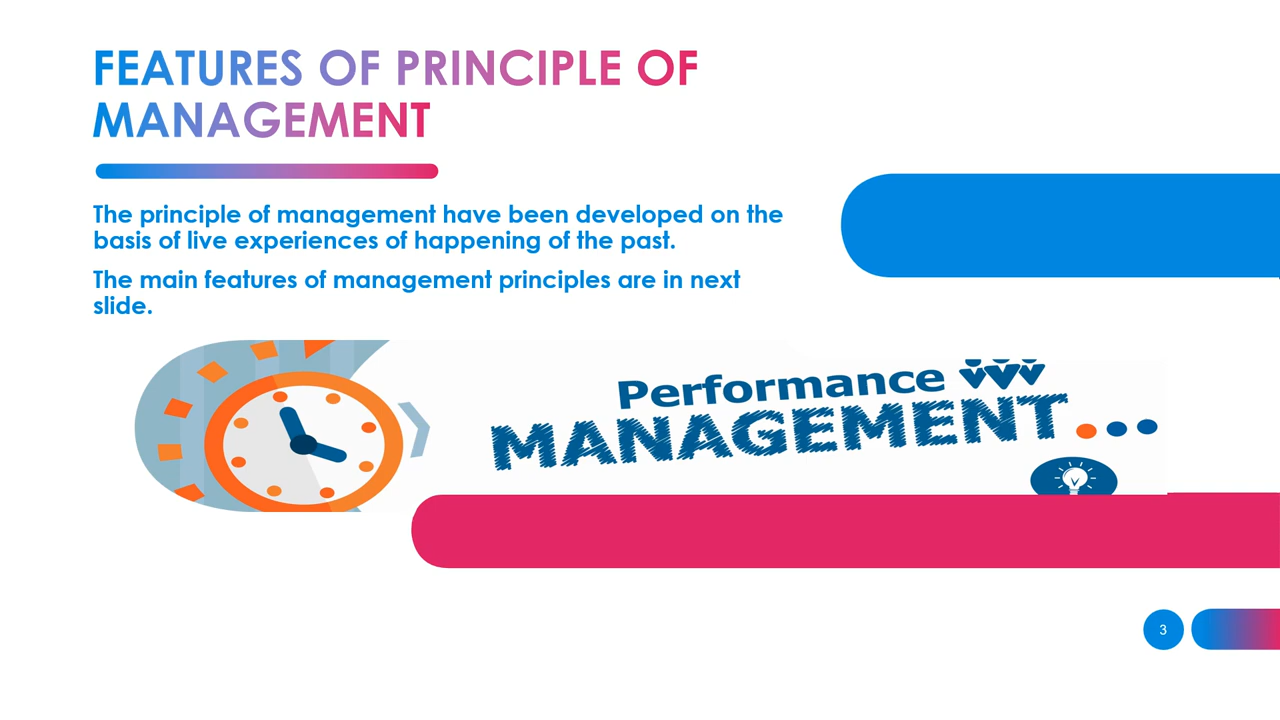 FEATURES OF PRINCIPLE OF
MANAGEMENT
The principle of management have been developed on the
basis of live experiences of happening of the past.
The main features of management principles are in next
slide.
Performance
MANAGEMENT...
3